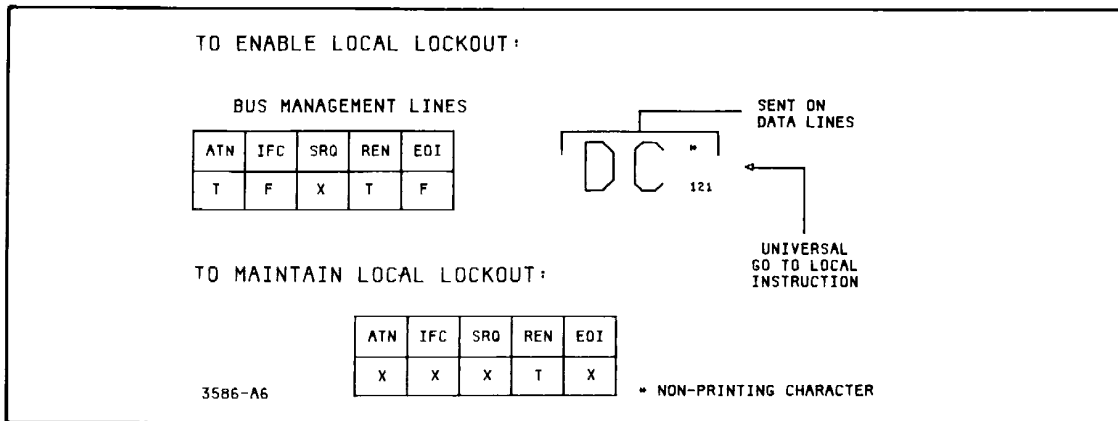 TO ENABLE LOCAL LOCKOUT:
BUS MANAGEMENT LINES
ATN IFC SRQ REN EOI
T F X T F
SENT ON
DATA LINES
DC *
121
UNIVERSAL
GO TO LOCAL
INSTRUCTION
TO MAINTAIN LOCAL LOCKOUT:
ATN IFC SRQ REN EOI
X X X T X
3586-A6
* NON-PRINTING CHARACTER